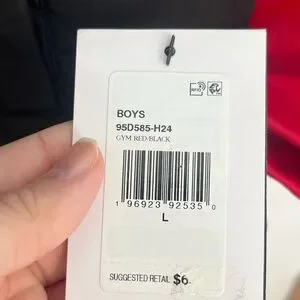 BOYS
95D585-H24
GYM RED/BLACK
1 96923 92535 0
L
SUGGESTED RETAIL $6